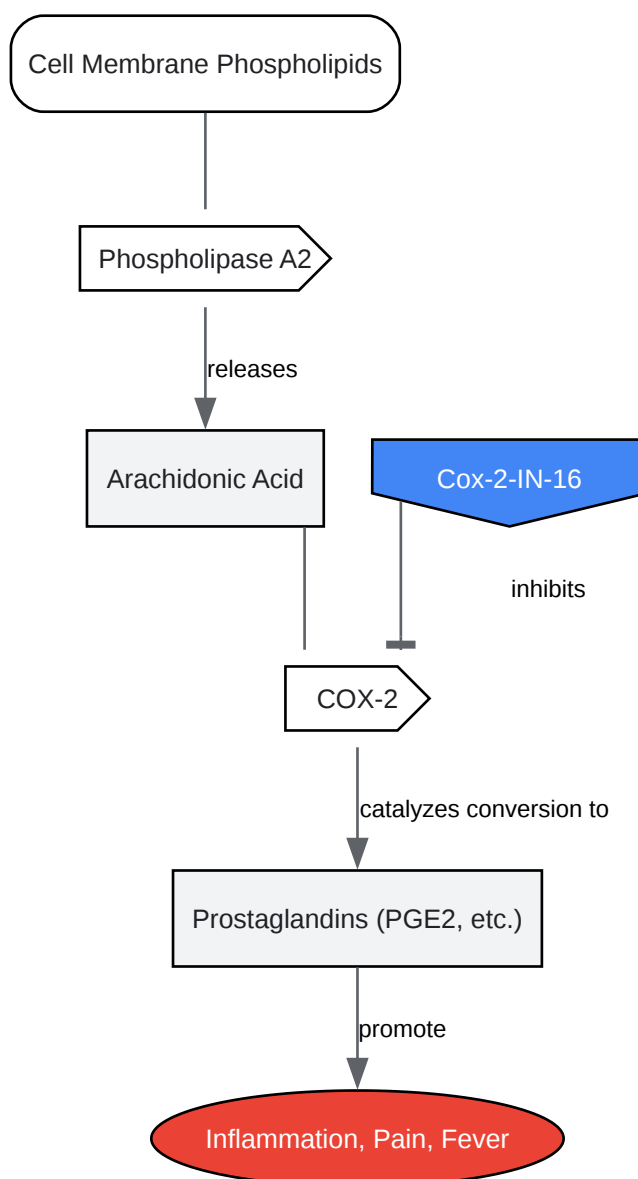 Cell Membrane Phospholipids
Phospholipase A2
releases
Arachidonic Acid
Cox-2-IN-16
inhibits
COX-2
catalyzes conversion to
Prostaglandins (PGE2, etc.)
promote
Inflammation, Pain, Fever